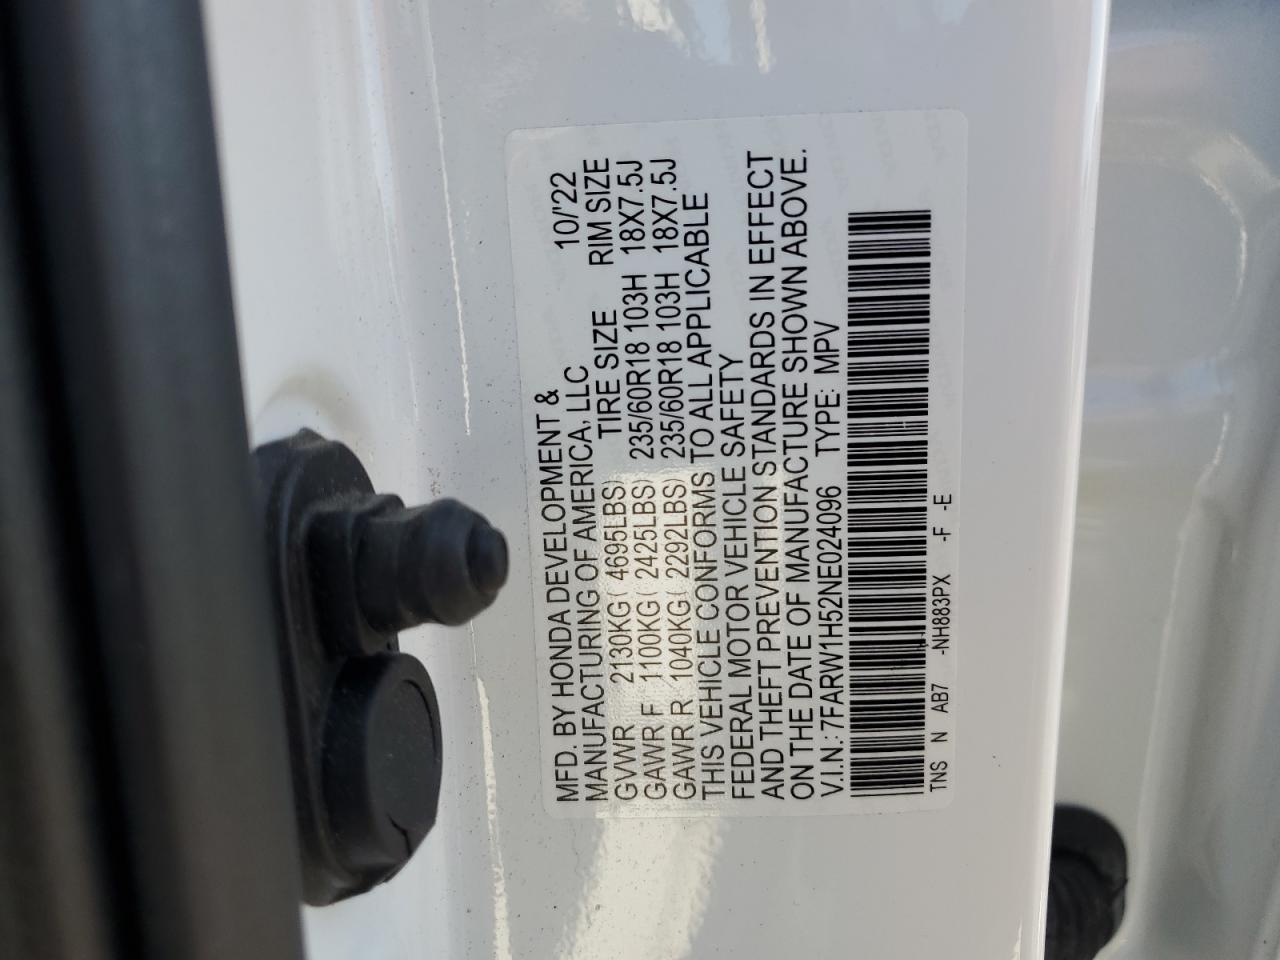 MFD. BY HONDA DEVELOPMENT & 10/'22
MANUFACTURING OF AMERICA, LLC
TIRE SIZE RIM SIZE
GVWR 2130KG( 4695LBS)
GAWR F 1100KG( 2425LBS) 235/60R18 103H 18X7.5J
GAWR R 1040KG( 2292LBS) 235/60R18 103H 18X7.5J
THIS VEHICLE CONFORMS TO ALL APPLICABLE
FEDERAL MOTOR VEHICLE SAFETY
AND THEFT PREVENTION STANDARDS IN EFFECT
ON THE DATE OF MANUFACTURE SHOWN ABOVE.
V.I.N.: 7FARW1H52NE024096 TYPE: MPV
TNS N AB7 -NH883PX -F -E